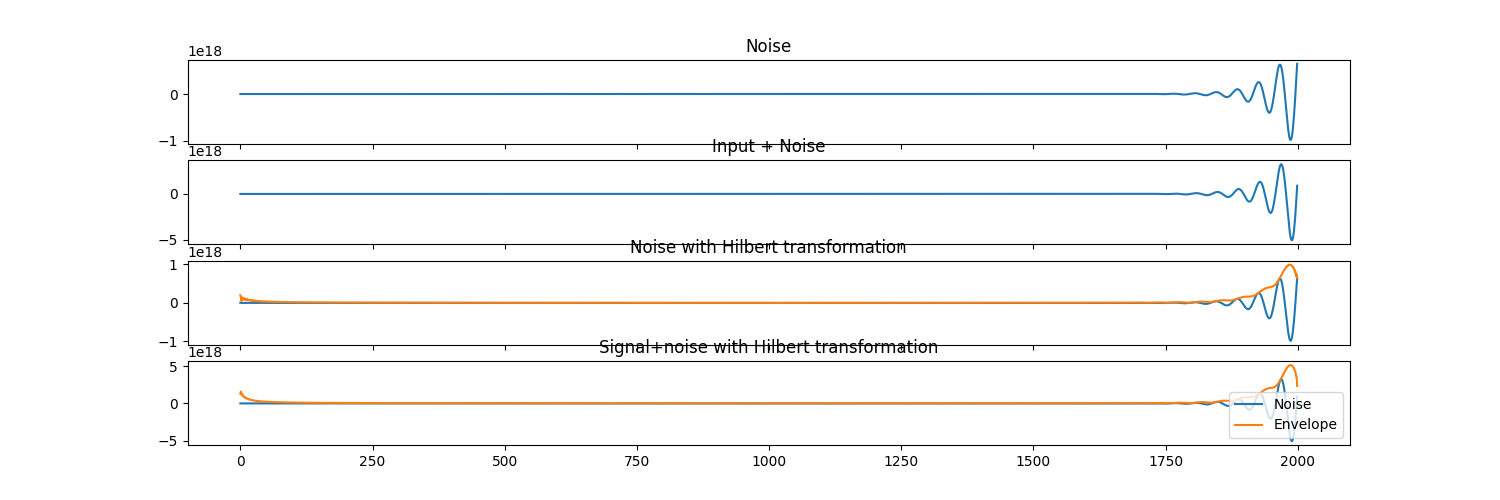 Noise
1e18
0
−1
Input + Noise
1e18
0
−5
Noise with Hilbert transformation
1e18
1
0
−1
Signal+noise with Hilbert transformation
1e18
5
0
−5
Noise
Envelope
0 250 500 750 1000 1250 1500 1750 2000